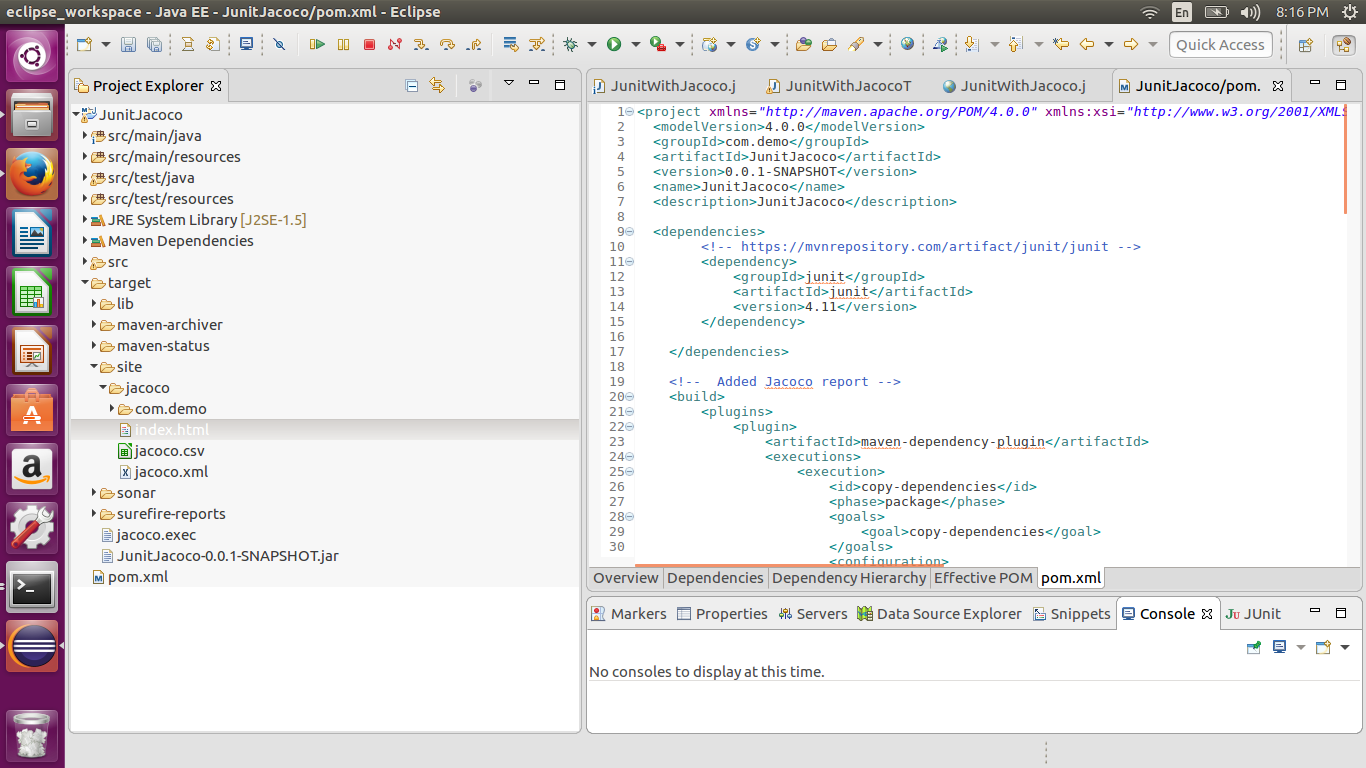 eclipse_workspace - Java EE - JunitJacoco/pom.xml - Eclipse
En
8:16 PM
Quick Access
Project Explorer
JunitJacoco
src/main/java
src/main/resources
src/test/java
src/test/resources
JRE System Library [J2SE-1.5]
Maven Dependencies
src
target
lib
maven-archiver
maven-status
site
jacoco
com.demo
index.html
jacoco.csv
jacoco.xml
sonar
surefire-reports
jacoco.exec
JunitJacoco-0.0.1-SNAPSHOT.jar
pom.xml
JunitWithJacoco.j
JunitWithJacocoT
JunitWithJacoco.j
JunitJacoco/pom.
1 <project xmlns="http://maven.apache.org/POM/4.0.0" xmlns:xsi="http://www.w3.org/2001/XMLS
2 <modelVersion>4.0.0</modelVersion>
3 <groupId>com.demo</groupId>
4 <artifactId>JunitJacoco</artifactId>
5 <version>0.0.1-SNAPSHOT</version>
6 <name>JunitJacoco</name>
7 <description>JunitJacoco</description>
8
9 <dependencies>
10 <!-- https://mvnrepository.com/artifact/junit/junit -->
11 <dependency>
12 <groupId>junit</groupId>
13 <artifactId>junit</artifactId>
14 <version>4.11</version>
15 </dependency>
16
17 </dependencies>
18
19 <!--  Added Jacoco report -->
20 <build>
21 <plugins>
22 <plugin>
23 <artifactId>maven-dependency-plugin</artifactId>
24 <executions>
25 <execution>
26 <id>copy-dependencies</id>
27 <phase>package</phase>
28 <goals>
29 <goal>copy-dependencies</goal>
30 </goals>
<configuration>
Overview Dependencies Dependency Hierarchy Effective POM pom.xml
Markers Properties Servers Data Source Explorer Snippets Console JUnit
No consoles to display at this time.